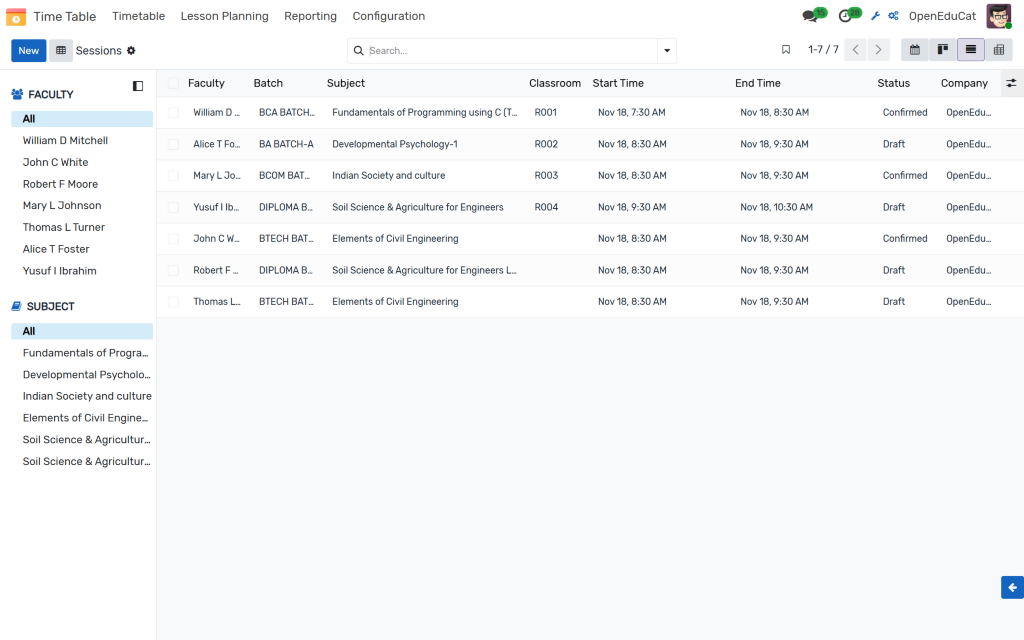 Time Table Timetable Lesson Planning Reporting Configuration 15 28 OpenEduCat
New Sessions Search... 1-7 / 7
FACULTY
All
William D Mitchell
John C White
Robert F Moore
Mary L Johnson
Thomas L Turner
Alice T Foster
Yusuf I Ibrahim
SUBJECT
All
Fundamentals of Progra...
Developmental Psycholo...
Indian Society and culture
Elements of Civil Engine...
Soil Science & Agricultur...
Soil Science & Agricultur...
Faculty Batch Subject Classroom Start Time End Time Status Company
William D ... BCA BATCH... Fundamentals of Programming using C (T... R001 Nov 18, 7:30 AM Nov 18, 8:30 AM Confirmed OpenEdu...
Alice T Fo... BA BATCH-A Developmental Psychology-1 R002 Nov 18, 8:30 AM Nov 18, 9:30 AM Draft OpenEdu...
Mary L Jo... BCOM BAT... Indian Society and culture R003 Nov 18, 8:30 AM Nov 18, 9:30 AM Confirmed OpenEdu...
Yusuf I Ib... DIPLOMA B... Soil Science & Agriculture for Engineers R004 Nov 18, 9:30 AM Nov 18, 10:30 AM Draft OpenEdu...
John C W... BTECH BAT... Elements of Civil Engineering Nov 18, 8:30 AM Nov 18, 9:30 AM Confirmed OpenEdu...
Robert F ... DIPLOMA B... Soil Science & Agriculture for Engineers L... Nov 18, 8:30 AM Nov 18, 9:30 AM Draft OpenEdu...
Thomas L... BTECH BAT... Elements of Civil Engineering Nov 18, 8:30 AM Nov 18, 9:30 AM Draft OpenEdu...